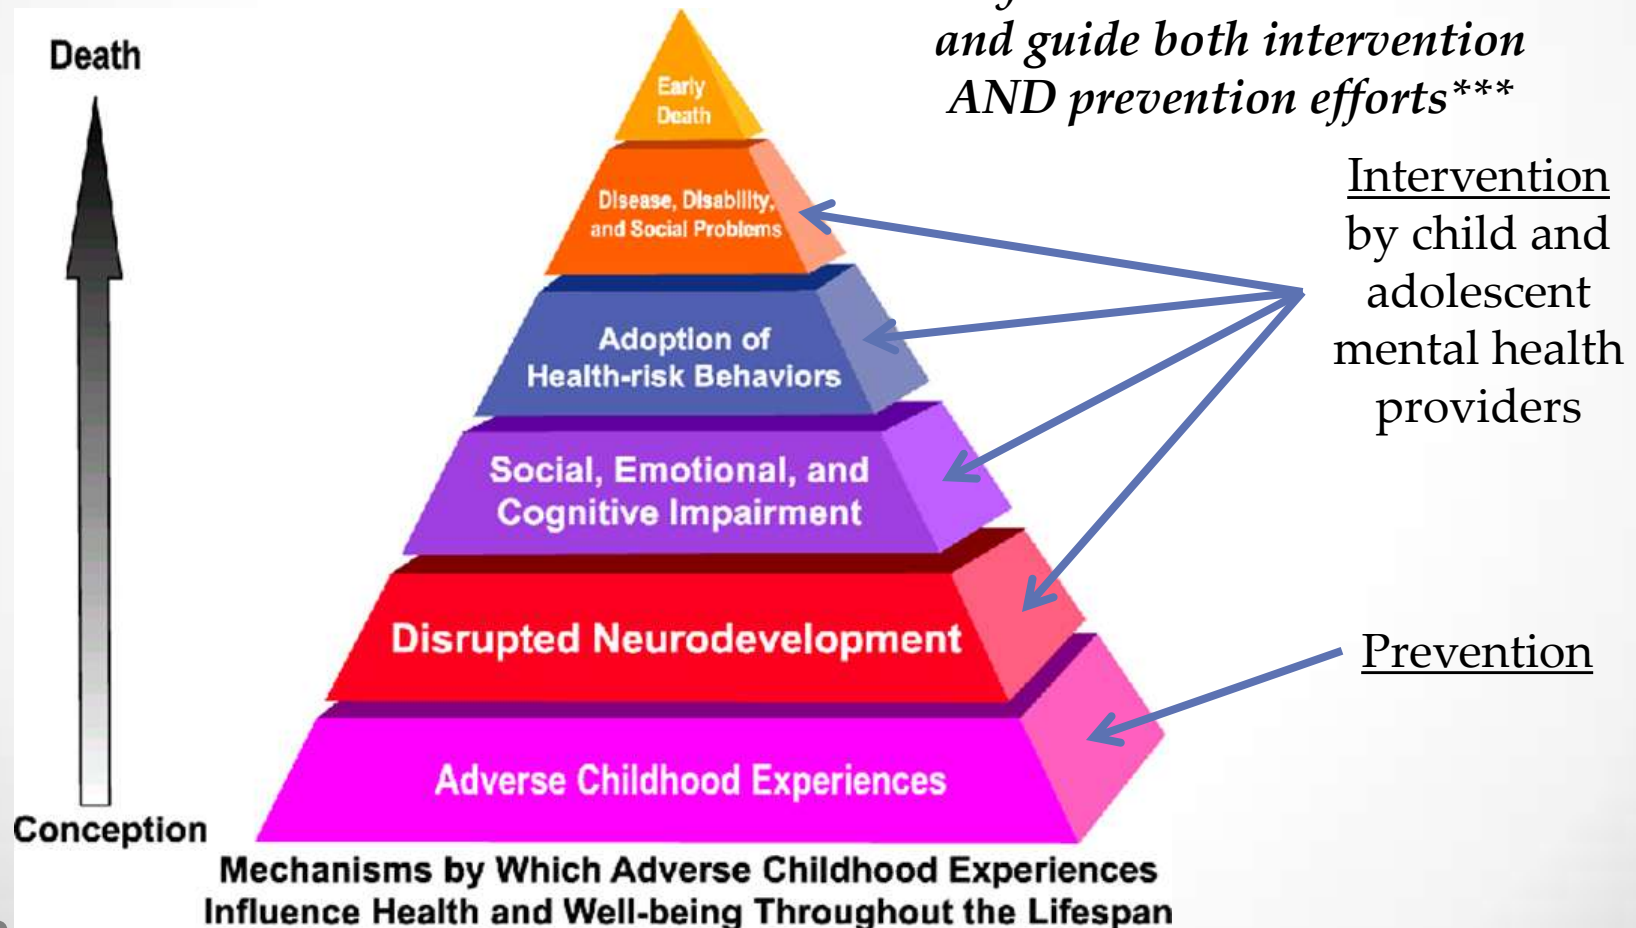 and guide both intervention
AND prevention efforts***
Death
Early
Death
Disease, Disability,
and Social Problems
Adoption of
Health-risk Behaviors
Social, Emotional, and
Cognitive Impairment
Disrupted Neurodevelopment
Adverse Childhood Experiences
Intervention
by child and
adolescent
mental health
providers
Prevention
Conception
Mechanisms by Which Adverse Childhood Experiences
Influence Health and Well-being Throughout the Lifespan